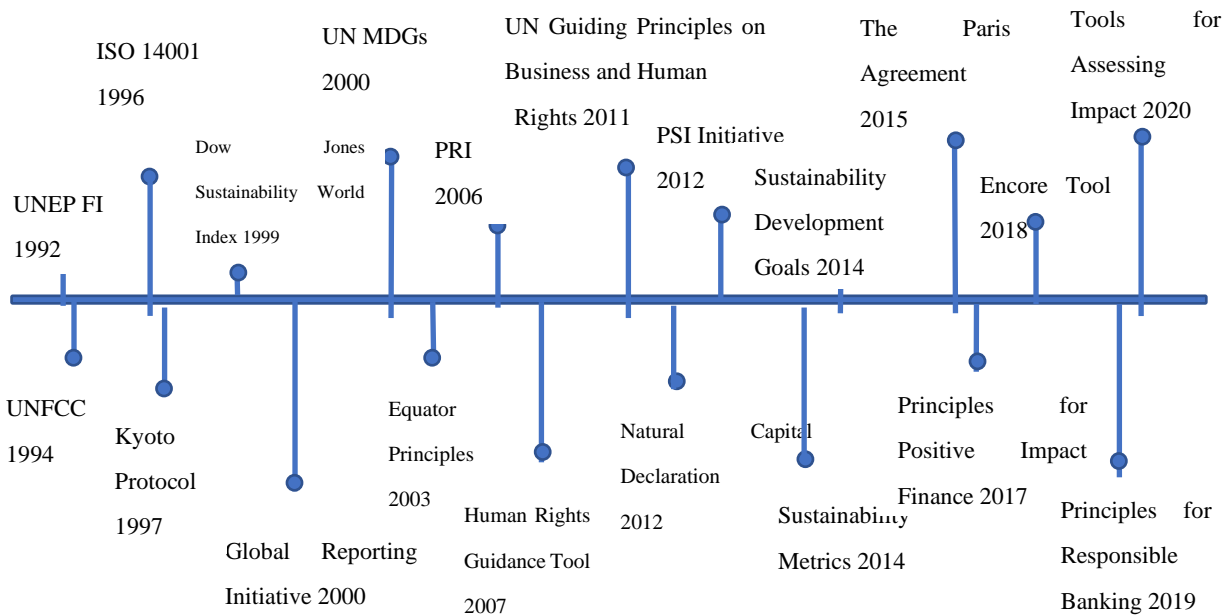 UNEP FI
1992
ISO 14001
1996
Dow Jones
Sustainability World
Index 1999
UN MDGs
2000
PRI
2006
UN Guiding Principles on
Business and Human
Rights 2011
PSI Initiative
2012
Sustainability
Development
Goals 2014
The Paris
Agreement
2015
Encore Tool
2018
Tools for
Assessing
Impact 2020
UNFCC
1994
Kyoto
Protocol
1997
Global Reporting
Initiative 2000
Equator
Principles
2003
Human Rights
Guidance Tool
2007
Natural Capital
Declaration
2012
Sustainability
Metrics 2014
Principles for
Positive Impact
Finance 2017
Principles for
Responsible
Banking 2019